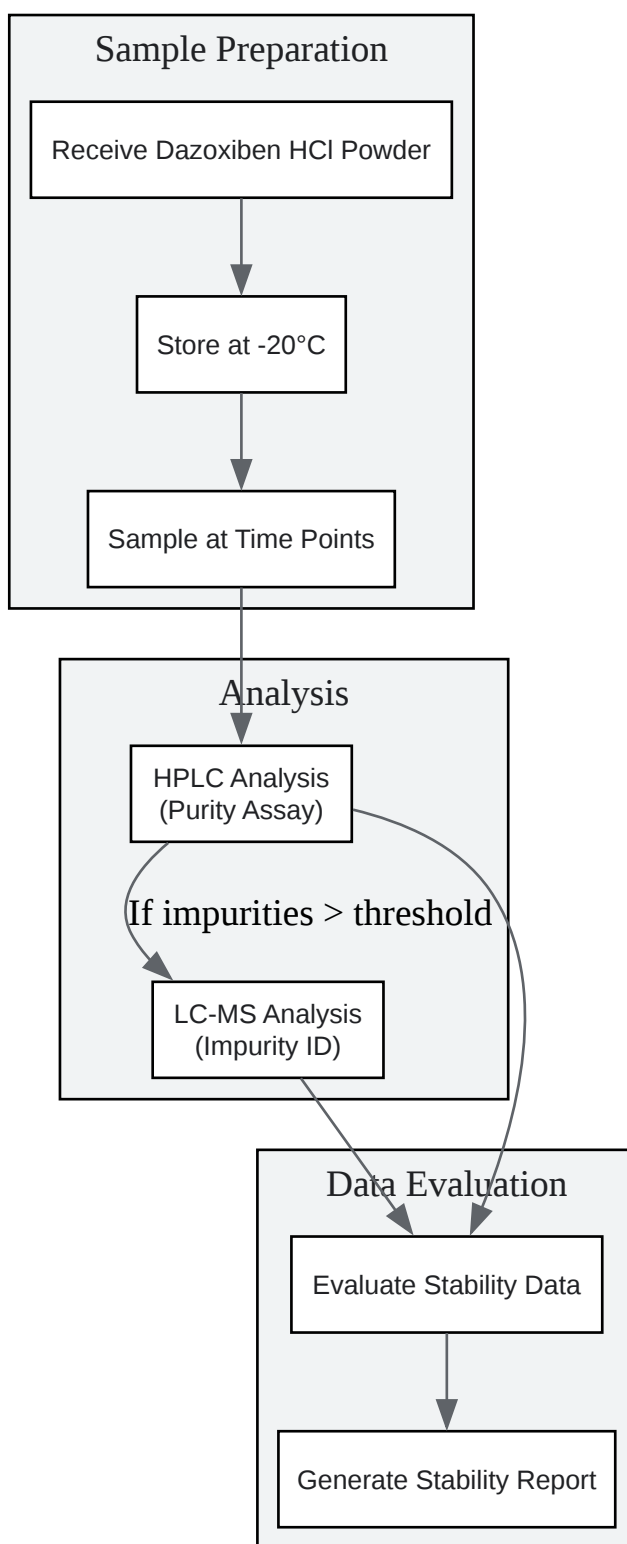 Sample Preparation
Receive Dazoxiben HCl Powder
Store at -20°C
Sample at Time Points
Analysis
HPLC Analysis
(Purity Assay)
If impurities > threshold
LC-MS Analysis
(Impurity ID)
Data Evaluation
Evaluate Stability Data
Generate Stability Report